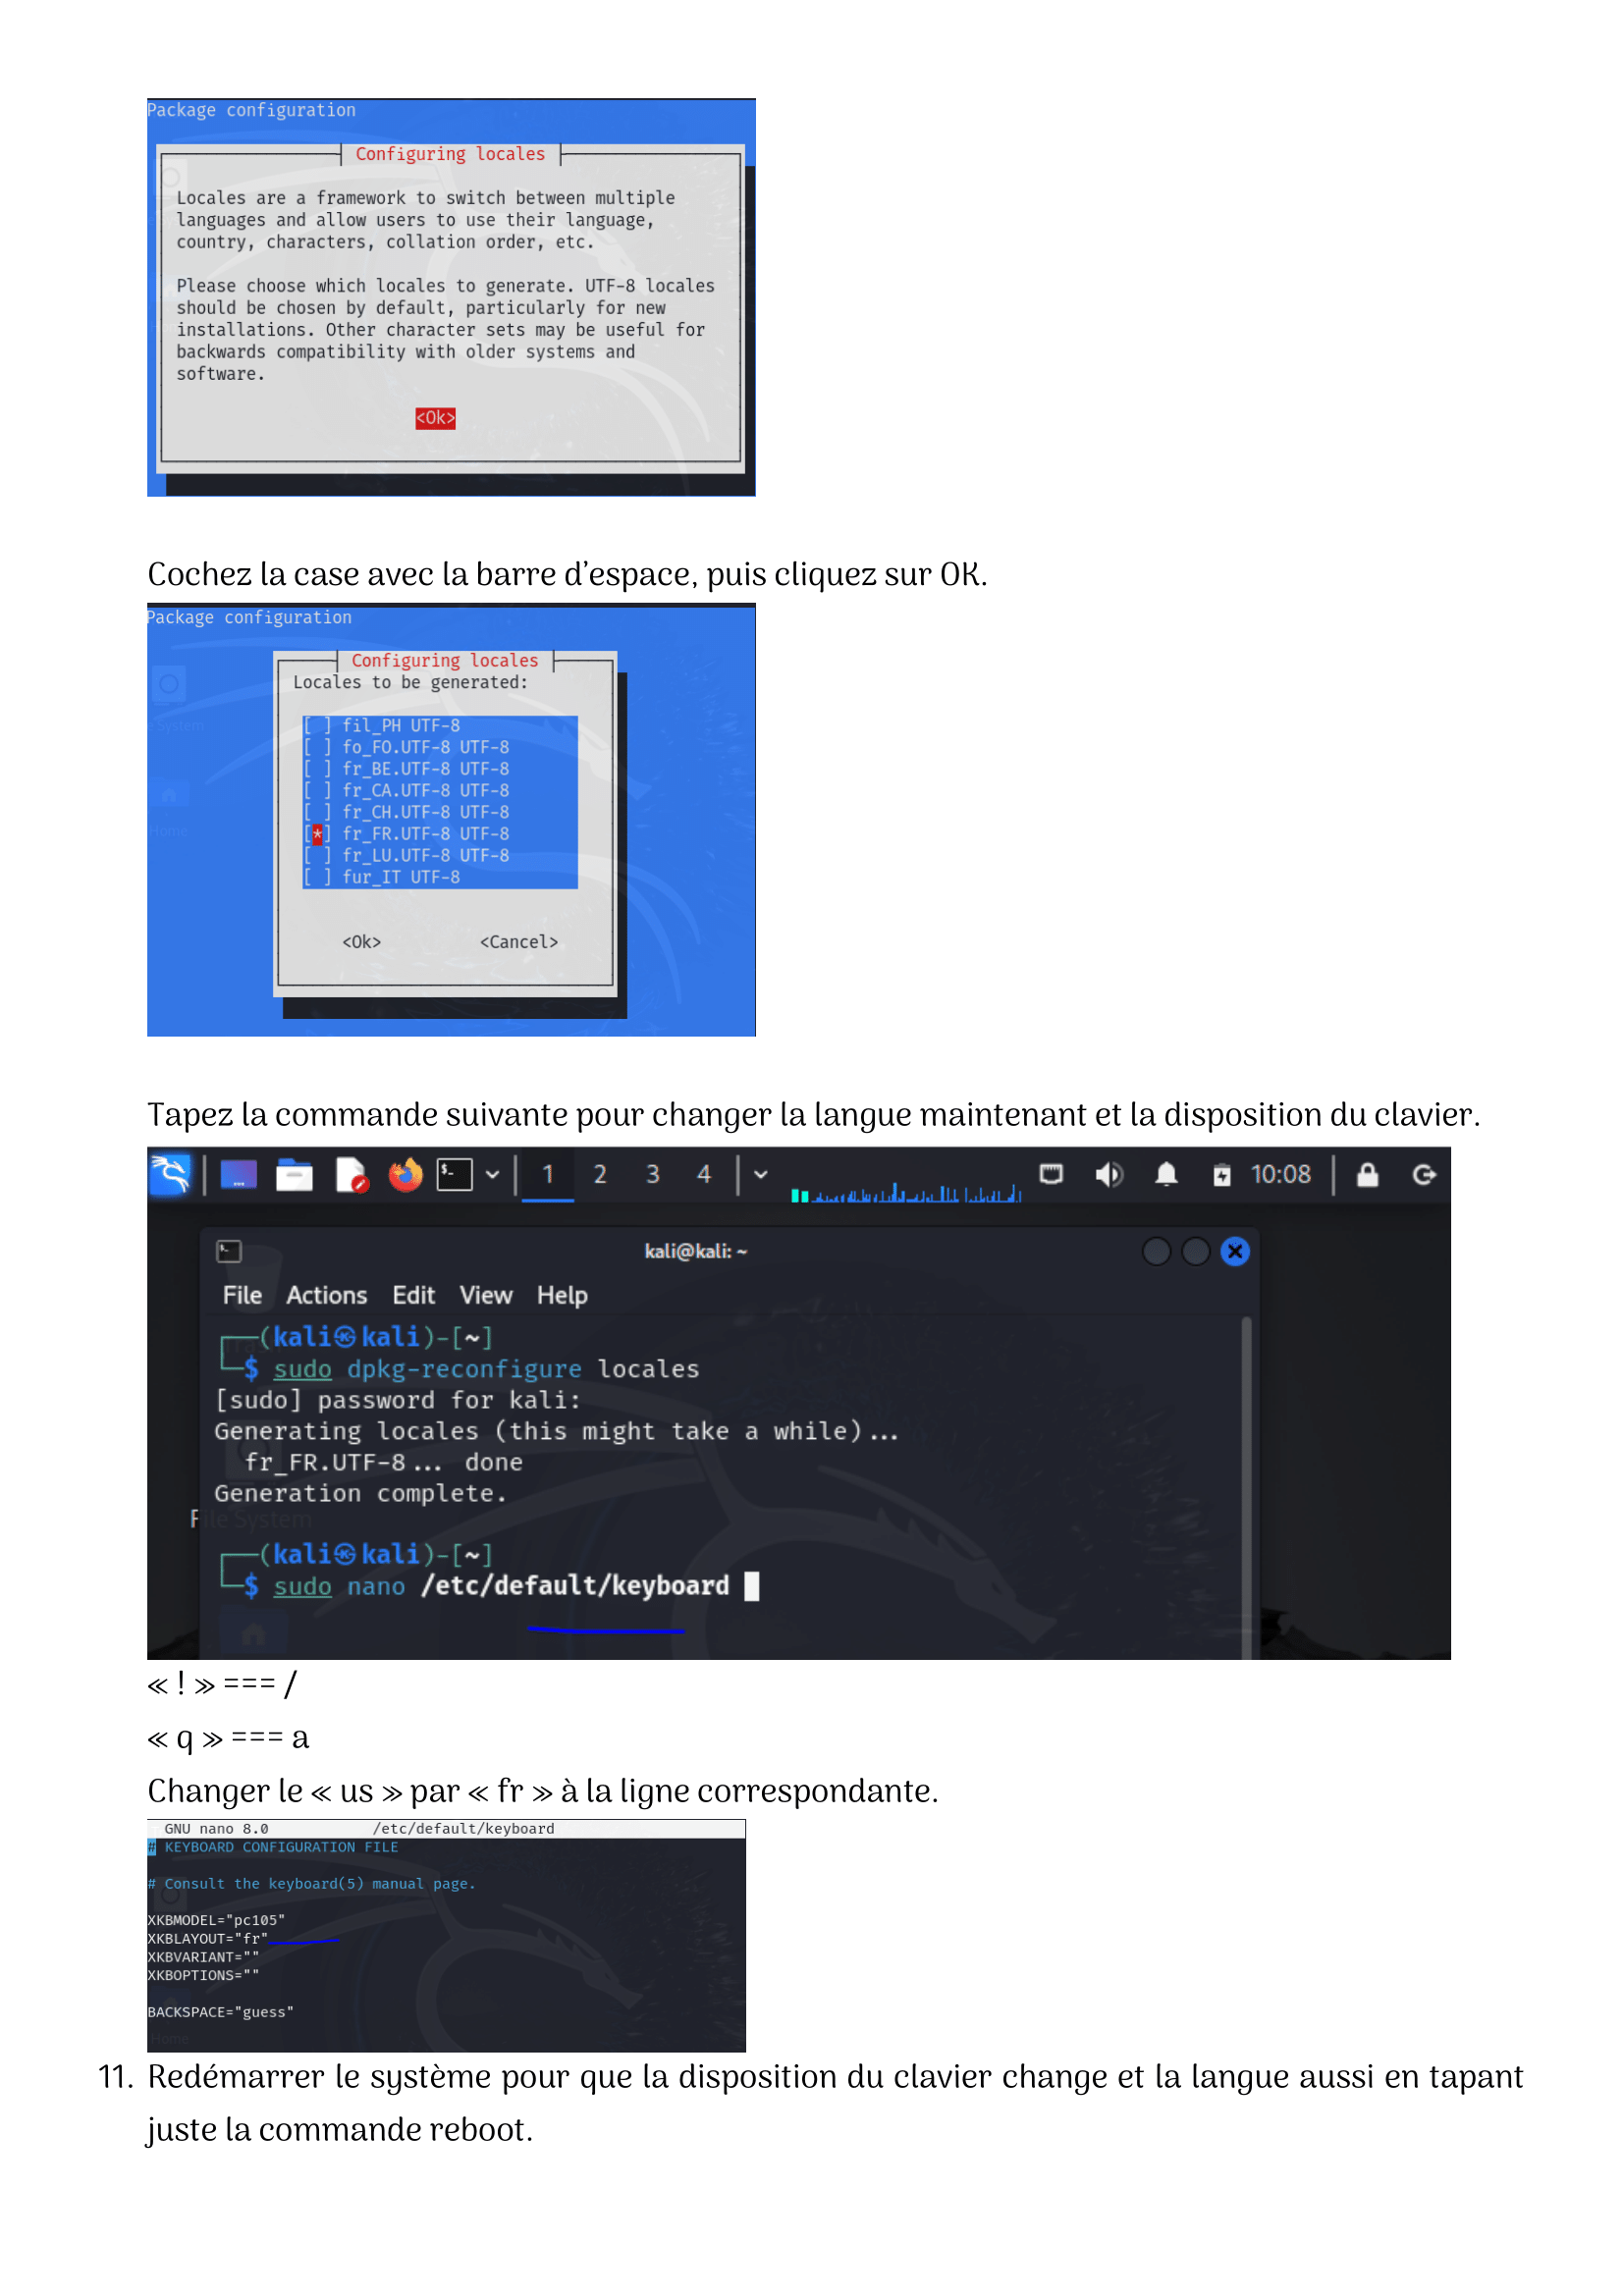 Package configuration
Configuring locales
Locales are a framework to switch between multiple
languages and allow users to use their language,
country, characters, collation order, etc.
Please choose which locales to generate. UTF-8 locales
should be chosen by default, particularly for new
installations. Other character sets may be useful for
backwards compatibility with older systems and
software.
<Ok>
Cochez la case avec la barre d’espace, puis cliquez sur OK.
Package configuration
Configuring locales
Locales to be generated:
[ ] fil_PH UTF-8
[ ] fo_FO.UTF-8 UTF-8
[ ] fr_BE.UTF-8 UTF-8
[ ] fr_CA.UTF-8 UTF-8
[ ] fr_CH.UTF-8 UTF-8
[*] fr_FR.UTF-8 UTF-8
[ ] fr_LU.UTF-8 UTF-8
[ ] fur_IT UTF-8
<Ok> <Cancel>
System
Home
Tapez la commande suivante pour changer la langue maintenant et la disposition du clavier.
1 2 3 4 10:08
kali@kali: ~
File Actions Edit View Help
┌──(kali㉿kali)-[~]
└─$ sudo dpkg-reconfigure locales
[sudo] password for kali:
Generating locales (this might take a while)...
fr_FR.UTF-8... done
Generation complete.
File System
┌──(kali㉿kali)-[~]
└─$ sudo nano /etc/default/keyboard
« ! » === /
« q » === a
Changer le « us » par « fr » à la ligne correspondante.
GNU nano 8.0 /etc/default/keyboard
# KEYBOARD CONFIGURATION FILE
# Consult the keyboard(5) manual page.
XKBMODEL="pc105"
XKBLAYOUT="fr"
XKBVARIANT=""
XKBOPTIONS=""
BACKSPACE="guess"
Home
11. Redémarrer le système pour que la disposition du clavier change et la langue aussi en tapant
juste la commande reboot.